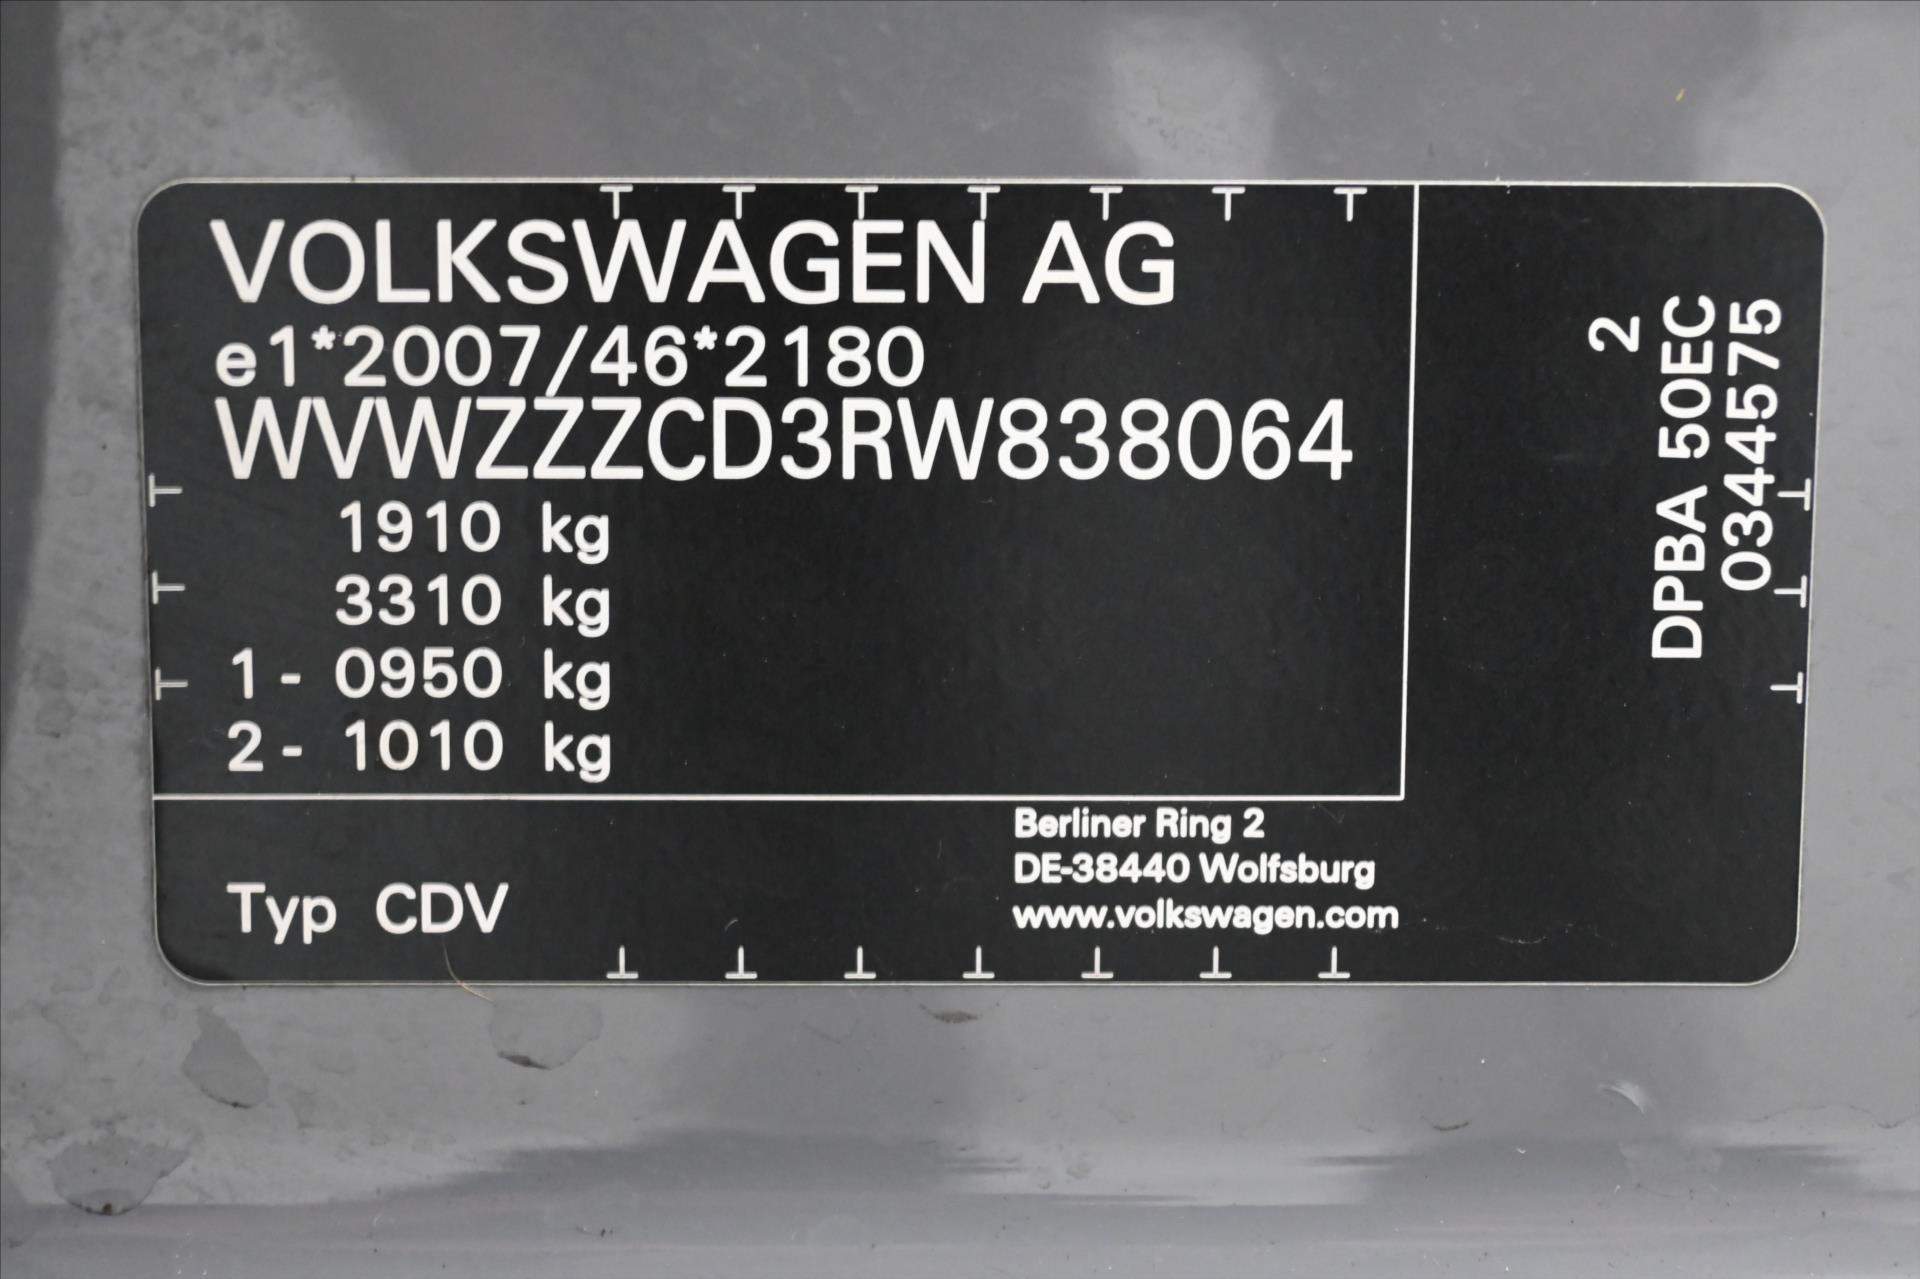 VOLKSWAGEN AG
e1*2007/46*2180
WVWZZZCD3RW838064
1910 kg
3310 kg
1- 0950 kg
2- 1010 kg
Typ CDV
Berliner Ring 2
DE-38440 Wolfsburg
www.volkswagen.com
2
DPBA 50EC
0344575